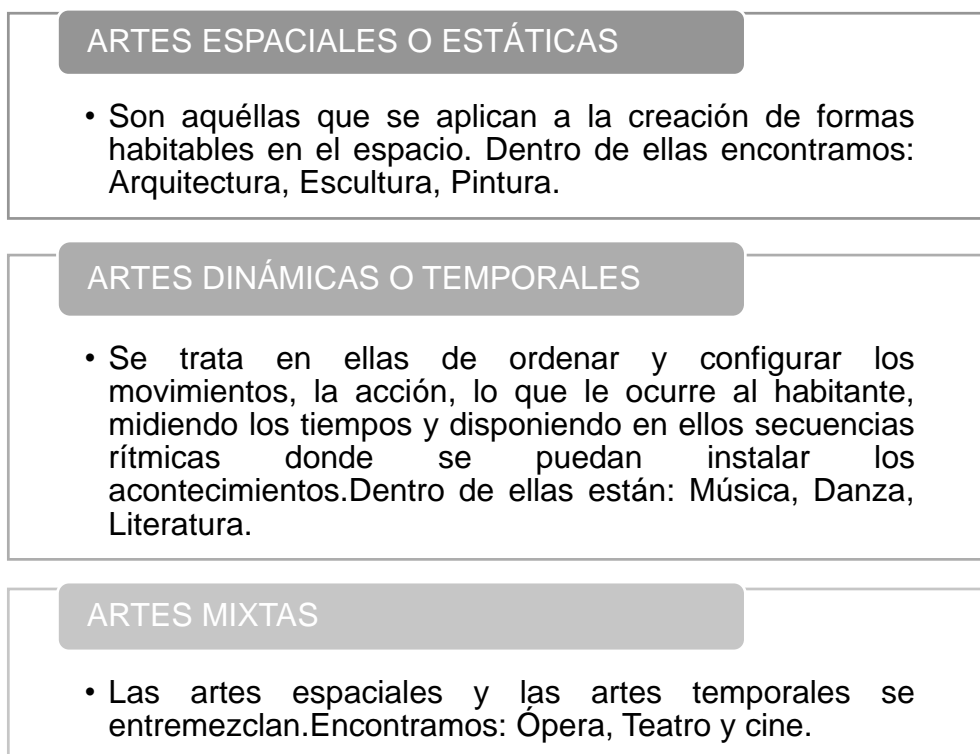 ARTES ESPACIALES O ESTÁTICAS
• Son aquéllas que se aplican a la creación de formas
habitables en el espacio. Dentro de ellas encontramos:
Arquitectura, Escultura, Pintura.
ARTES DINÁMICAS O TEMPORALES
• Se trata en ellas de ordenar y configurar los
movimientos, la acción, lo que le ocurre al habitante,
midiendo los tiempos y disponiendo en ellos secuencias
rítmicas donde se puedan instalar los
acontecimientos.Dentro de ellas están: Música, Danza,
Literatura.
ARTES MIXTAS
• Las artes espaciales y las artes temporales se
entremezclan.Encontramos: Ópera, Teatro y cine.